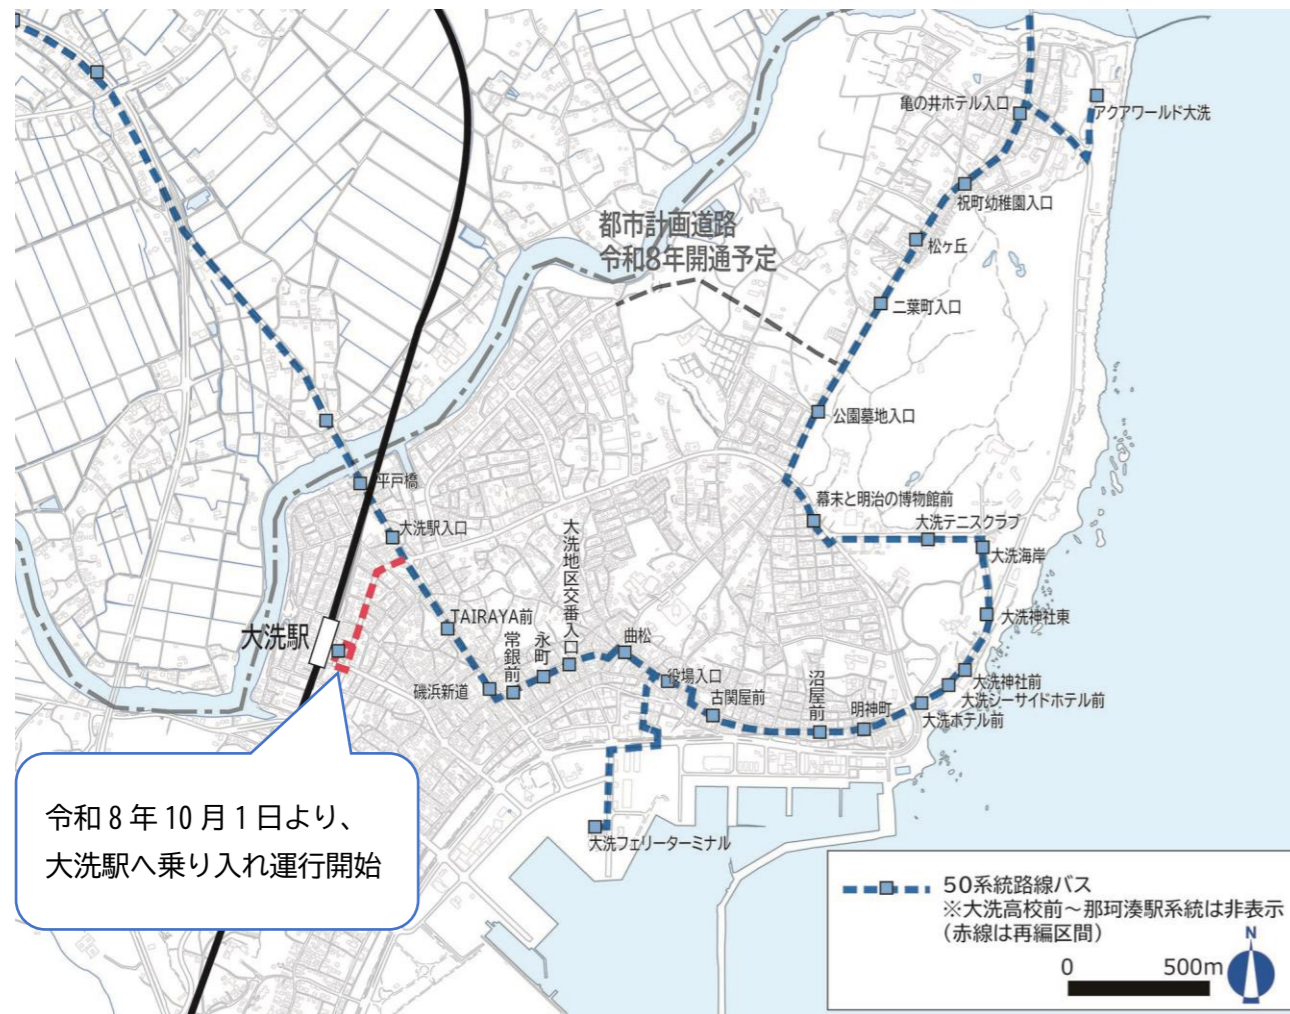 亀の井ホテル入口
アクアワールド大洗
祝町幼稚園入口
都市計画道路
令和8年開通予定
松ヶ丘
二葉町入口
公園墓地入口
平戸橋
幕末と明治の博物館前
大洗テニスクラブ
大洗駅入口
大洗海岸
大洗地区交番入口
大洗神社東
TAIRAYA前
大洗駅
常銀前
永町
曲松
役場入口
沼屋前
大洗神社前
磯浜新道
大洗シーサイドホテル前
古関屋前
明神町
大洗ホテル前
令和8年10月1日より、
大洗駅へ乗り入れ運行開始
大洗フェリーターミナル
50系統路線バス
※大洗高校前～那珂湊駅系統は非表示
(赤線は再編区間)
N
0 500m